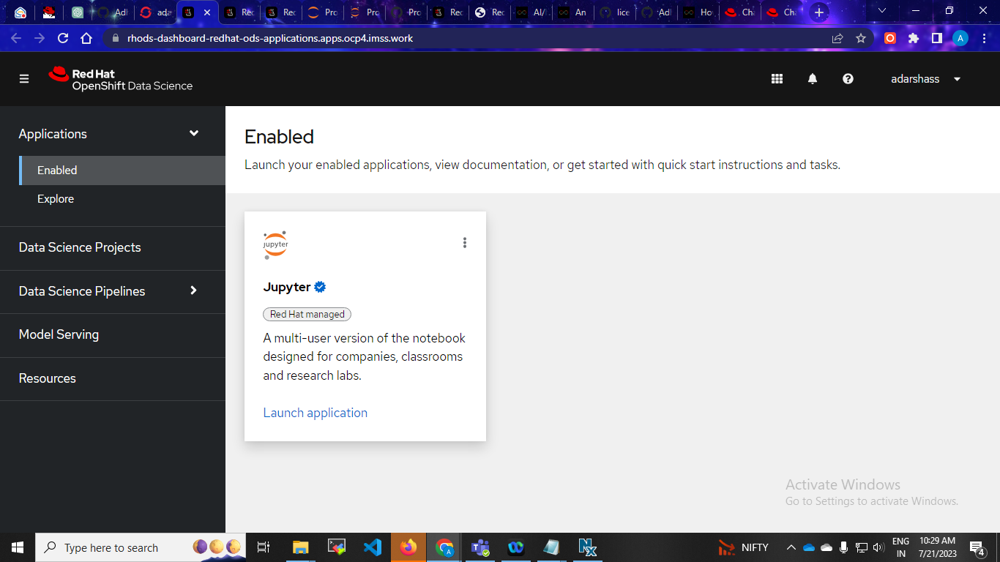 Adl
ada
Rec
Rec
Pro
Pro
Pro
Rec
Rec
AI/
An
lice
Adl
Ho
Cha
Cha
rhods-dashboard-redhat-ods-applications.apps.ocp4.imss.work
A
Red Hat
OpenShift Data Science
adarshass
Applications
Enabled
Explore
Data Science Projects
Data Science Pipelines
Model Serving
Resources
Enabled
Launch your enabled applications, view documentation, or get started with quick start instructions and tasks.
jupyter
Jupyter
Red Hat managed
A multi-user version of the notebook
designed for companies, classrooms
and research labs.
Launch application
Activate Windows
Go to Settings to activate Windows.
Type here to search
NIFTY
ENG
IN
10:29 AM
7/21/2023
4